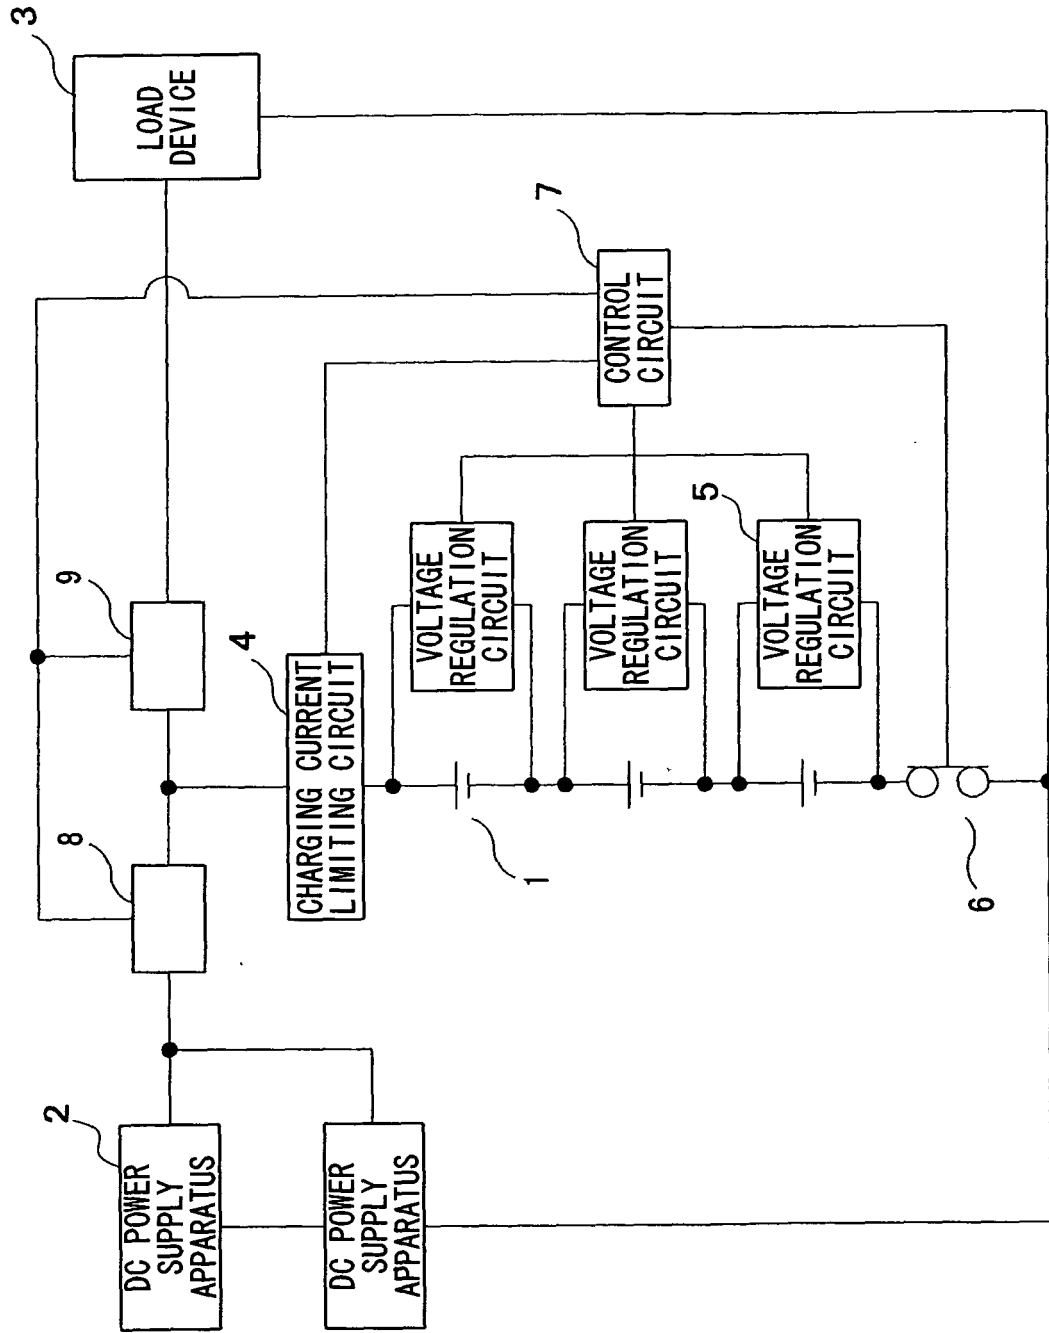 2
DC POWER
SUPPLY
APPARATUS
DC POWER
SUPPLY
APPARATUS
8
9
3
LOAD
DEVICE
4
CHARGING CURRENT
LIMITING CIRCUIT
7
CONTROL
CIRCUIT
1
VOLTAGE
REGULATION
CIRCUIT
VOLTAGE
REGULATION
CIRCUIT
5
VOLTAGE
REGULATION
CIRCUIT
6